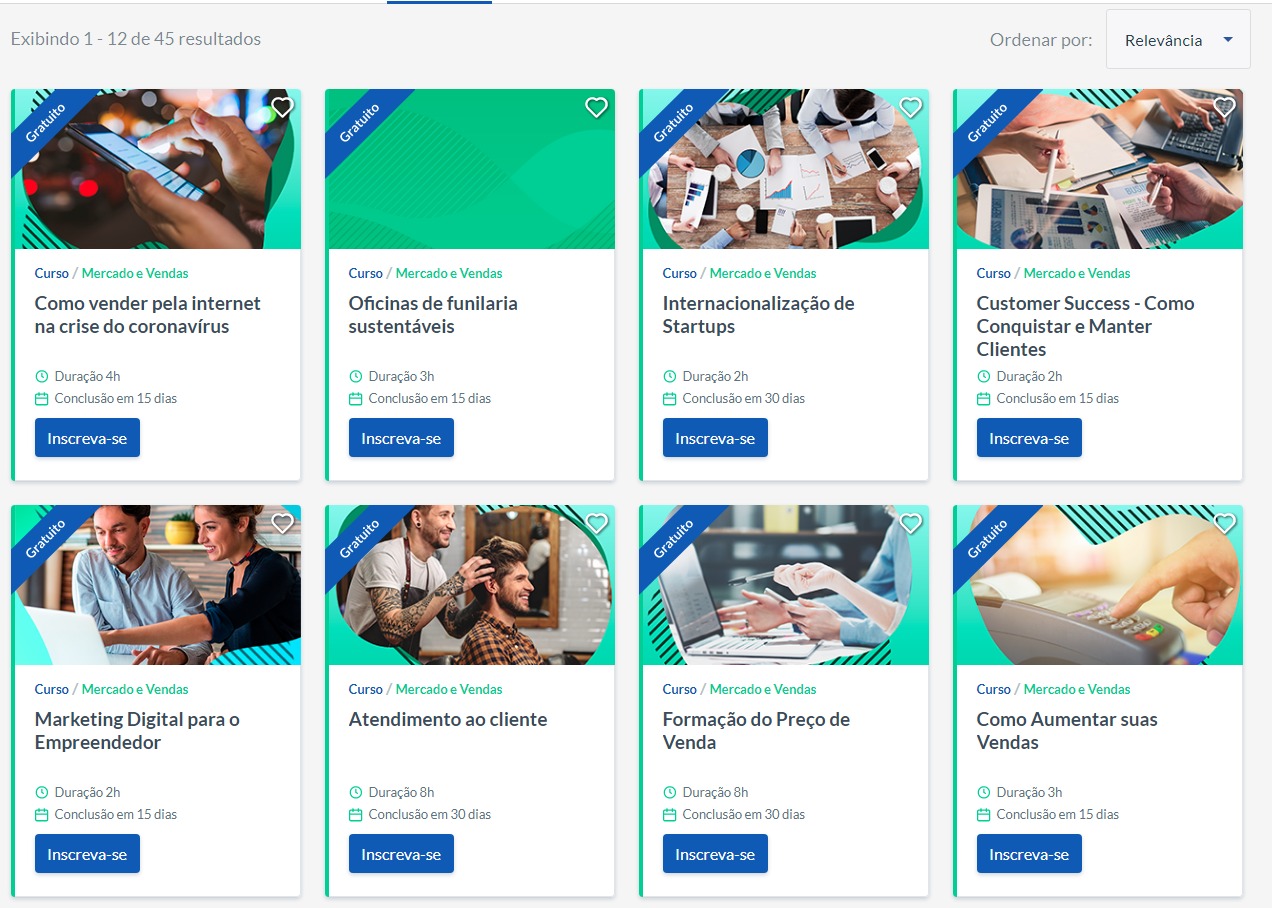 Exibindo 1 - 12 de 45 resultados
Ordenar por:
Relevância
Gratuito
Curso / Mercado e Vendas
Como vender pela internet
na crise do coronavírus
Duração 4h
Conclusão em 15 dias
Inscreva-se
Gratuito
Curso / Mercado e Vendas
Oficinas de funilaria
sustentáveis
Duração 3h
Conclusão em 15 dias
Inscreva-se
Gratuito
Curso / Mercado e Vendas
Internacionalização de
Startups
Duração 2h
Conclusão em 30 dias
Inscreva-se
Gratuito
Curso / Mercado e Vendas
Customer Success - Como
Conquistar e Manter
Clientes
Duração 2h
Conclusão em 15 dias
Inscreva-se
Gratuito
Curso / Mercado e Vendas
Marketing Digital para o
Empreendedor
Duração 2h
Conclusão em 15 dias
Inscreva-se
Gratuito
Curso / Mercado e Vendas
Atendimento ao cliente
Duração 8h
Conclusão em 30 dias
Inscreva-se
Gratuito
Curso / Mercado e Vendas
Formação do Preço de
Venda
Duração 8h
Conclusão em 30 dias
Inscreva-se
Gratuito
Curso / Mercado e Vendas
Como Aumentar suas
Vendas
Duração 3h
Conclusão em 15 dias
Inscreva-se